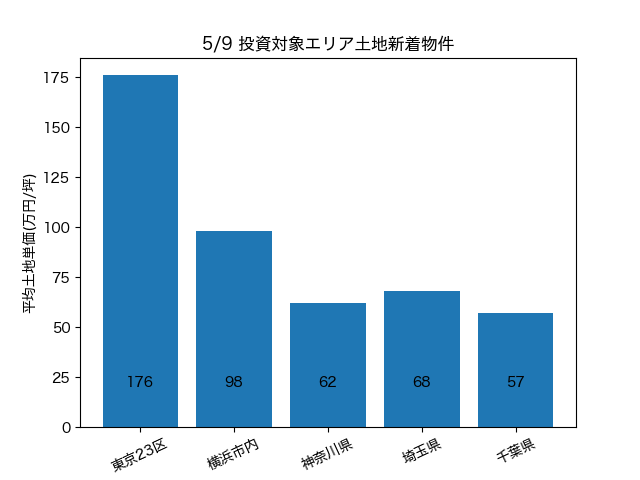 5/9 投資対象エリア土地新着物件
平均土地単価(万円/坪)
175
150
125
100
75
50
25
0
176
98
62
68
57
東京23区
横浜市内
神奈川県
埼玉県
千葉県